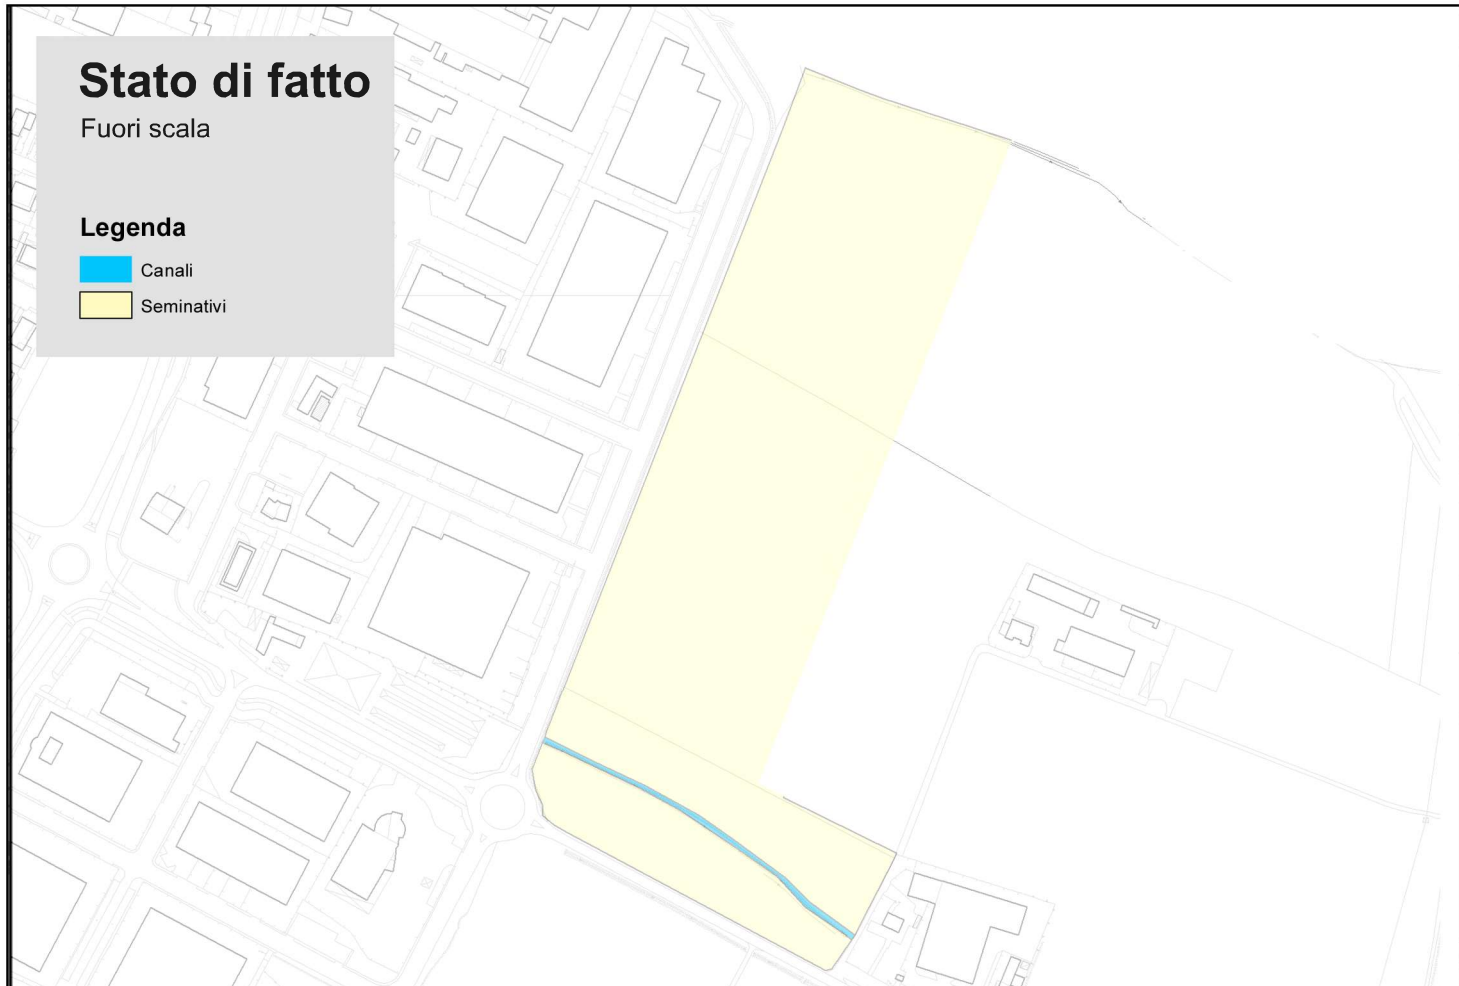 Stato di fatto
Fuori scala
Legenda
Canali
Seminativi